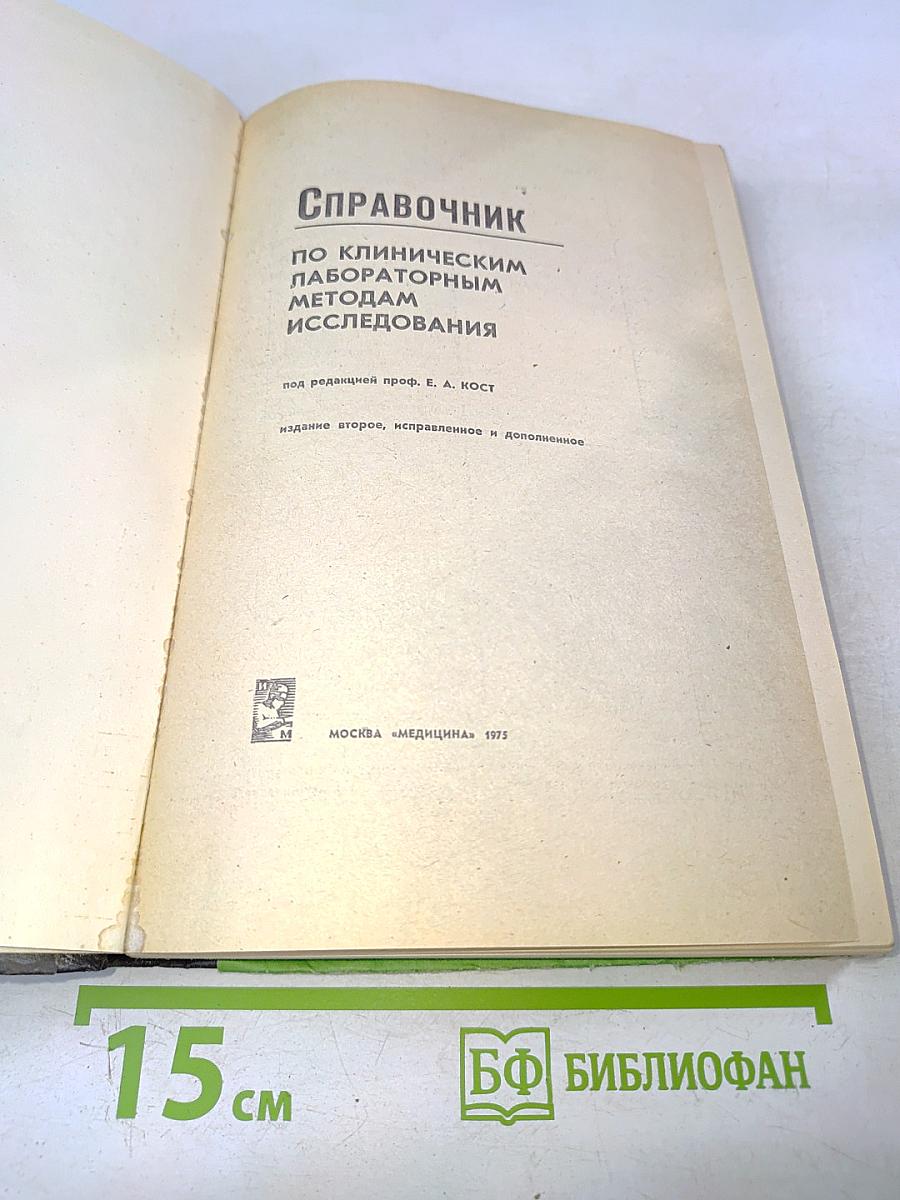 Справочник
ПО КЛИНИЧЕСКИМ
ЛАБОРАТОРНЫМ
МЕТОДАМ
ИССЛЕДОВАНИЯ
под редакцией проф. Е. А. КОСТ
издание второе, исправленное и дополненное
М
МОСКВА «МЕДИЦИНА» 1975
15 см
БФ БИБЛИОФАН